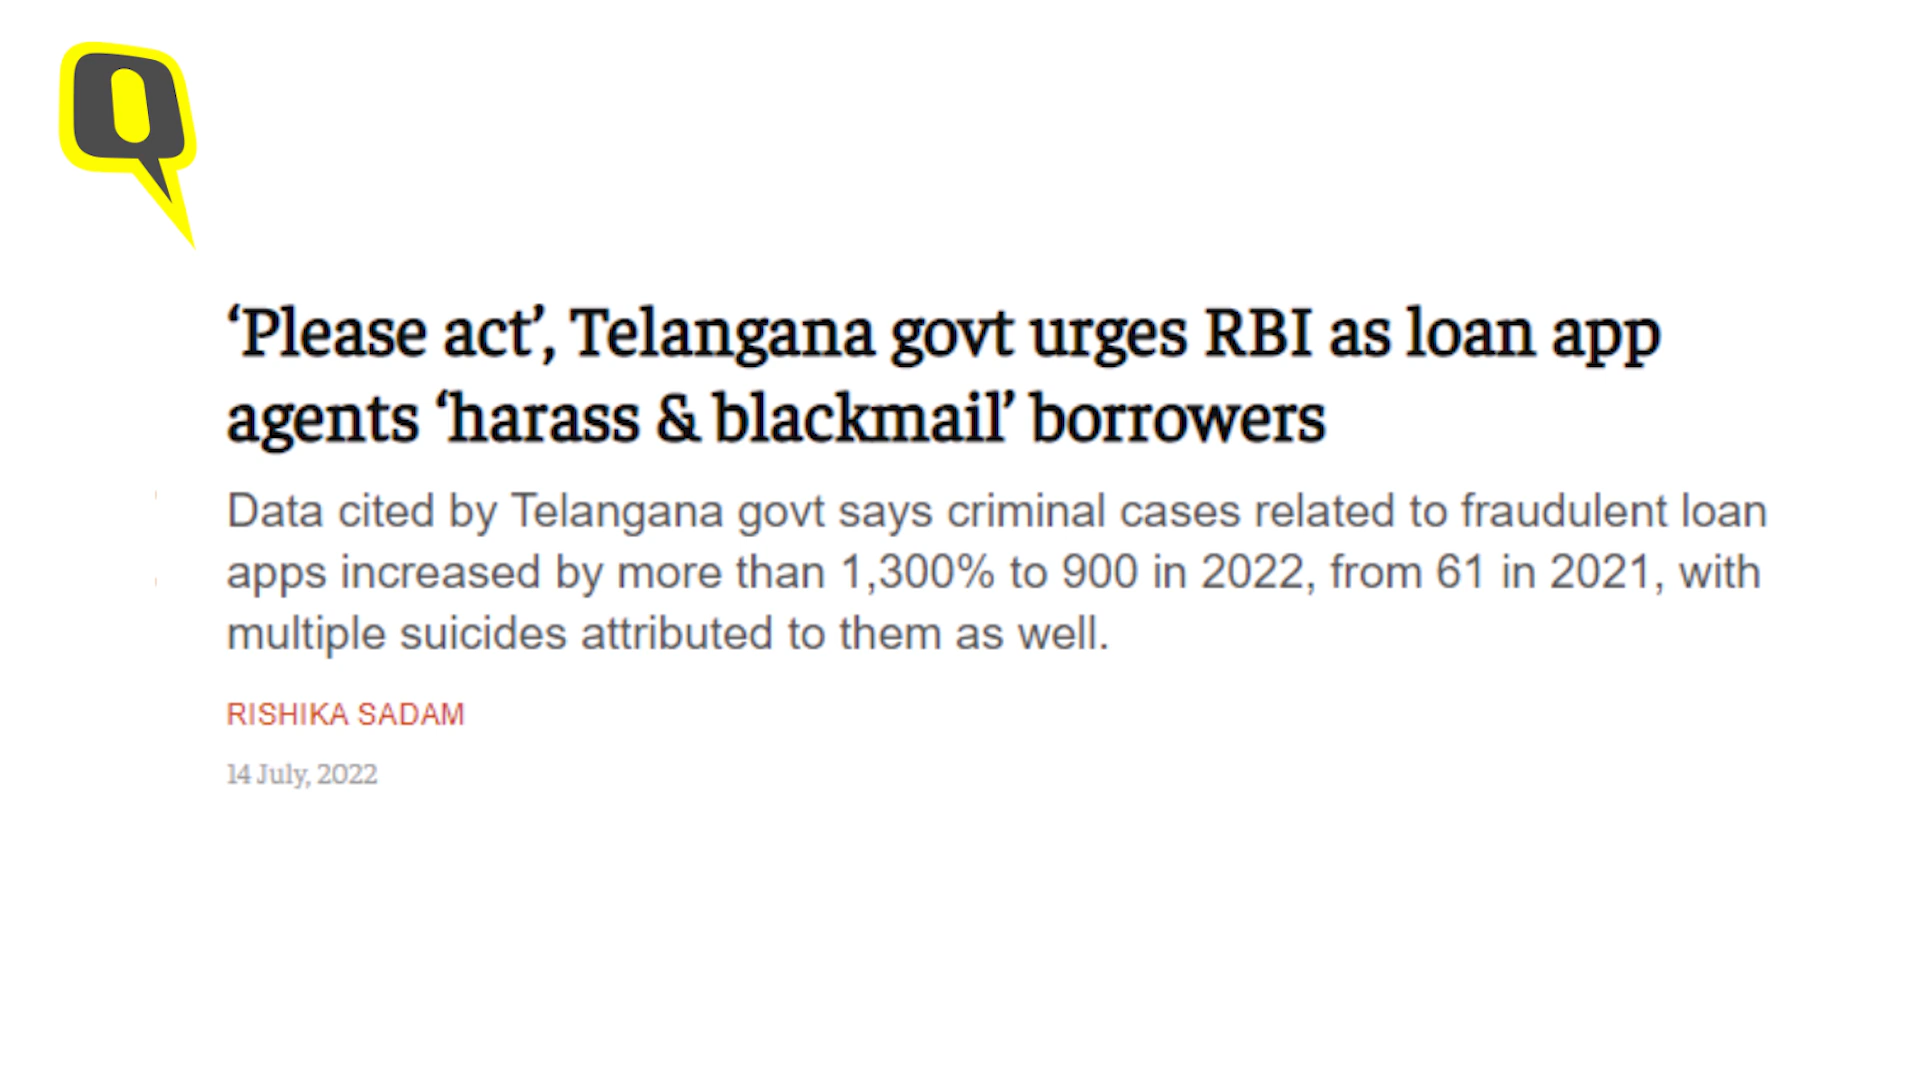 ‘Please act’, Telangana govt urges RBI as loan app
agents ‘harass & blackmail’ borrowers
Data cited by Telangana govt says criminal cases related to fraudulent loan
apps increased by more than 1,300% to 900 in 2022, from 61 in 2021, with
multiple suicides attributed to them as well.
RISHIKA SADAM
14 July, 2022